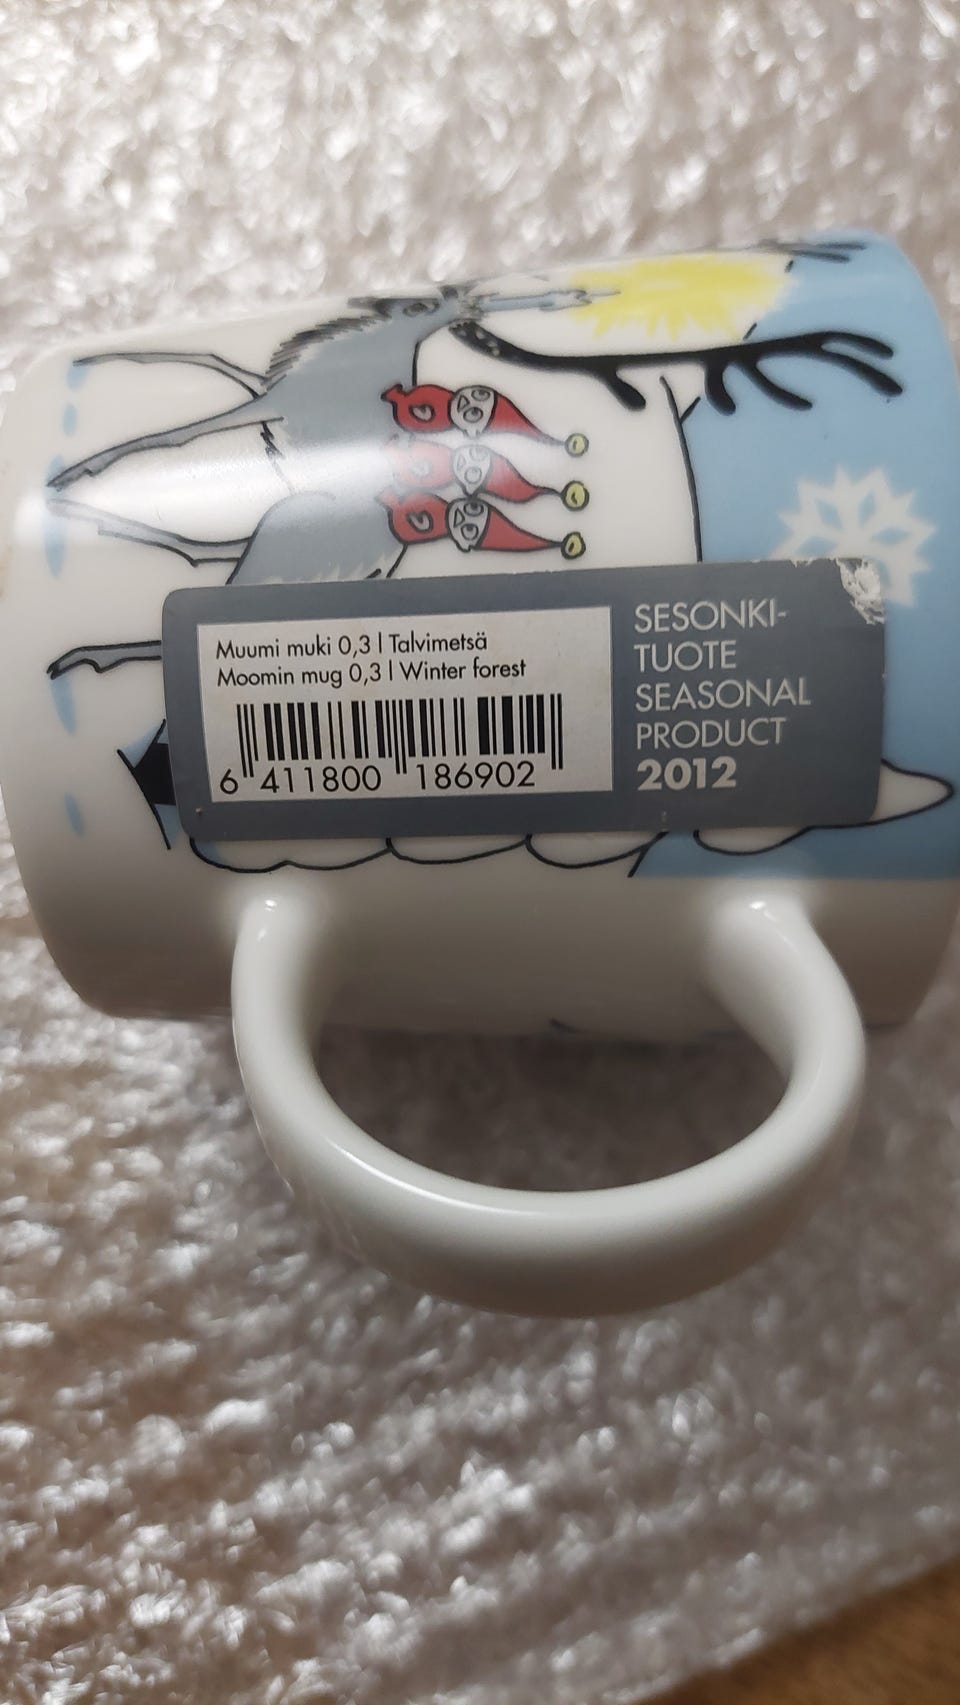 Muumi muki 0,3 l Talvimetsä
Moomin mug 0,3 l Winter forest
6 411800 186902
SESONKI-
TUOTE
SEASONAL
PRODUCT
2012